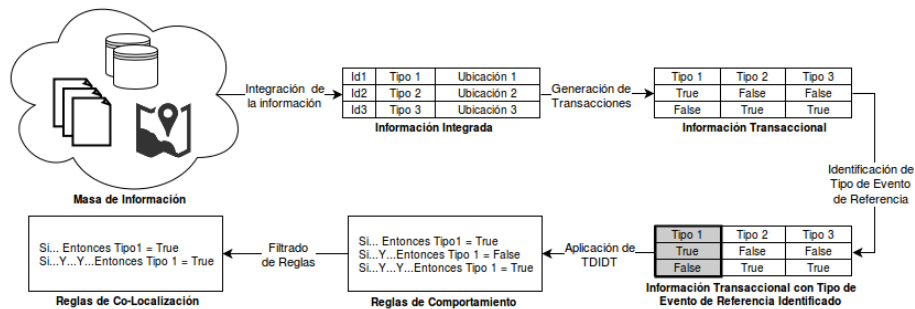 Integración de
la información
Id1 Tipo 1 Ubicación 1
Id2 Tipo 2 Ubicación 2
Id3 Tipo 3 Ubicación 3
Información Integrada
Generación de
Transacciones
Tipo 1 Tipo 2 Tipo 3
True False False
False True True
Información Transaccional
Masa de Información
Identificación de
Tipo de Evento
de Referencia
Tipo 1 Tipo 2 Tipo 3
True False False
False True True
Información Transaccional con Tipo de
Evento de Referencia Identificado
Aplicación de
TDIDT
Si... Entonces Tipo1 = True
Si...Y...Entonces Tipo 1 = False
Si...Y...Y...Entonces Tipo 1 = True
Reglas de Comportamiento
Filtrado
de Reglas
Si... Entonces Tipo1 = True
Si...Y...Y...Entonces Tipo 1 = True
Reglas de Co-Localización